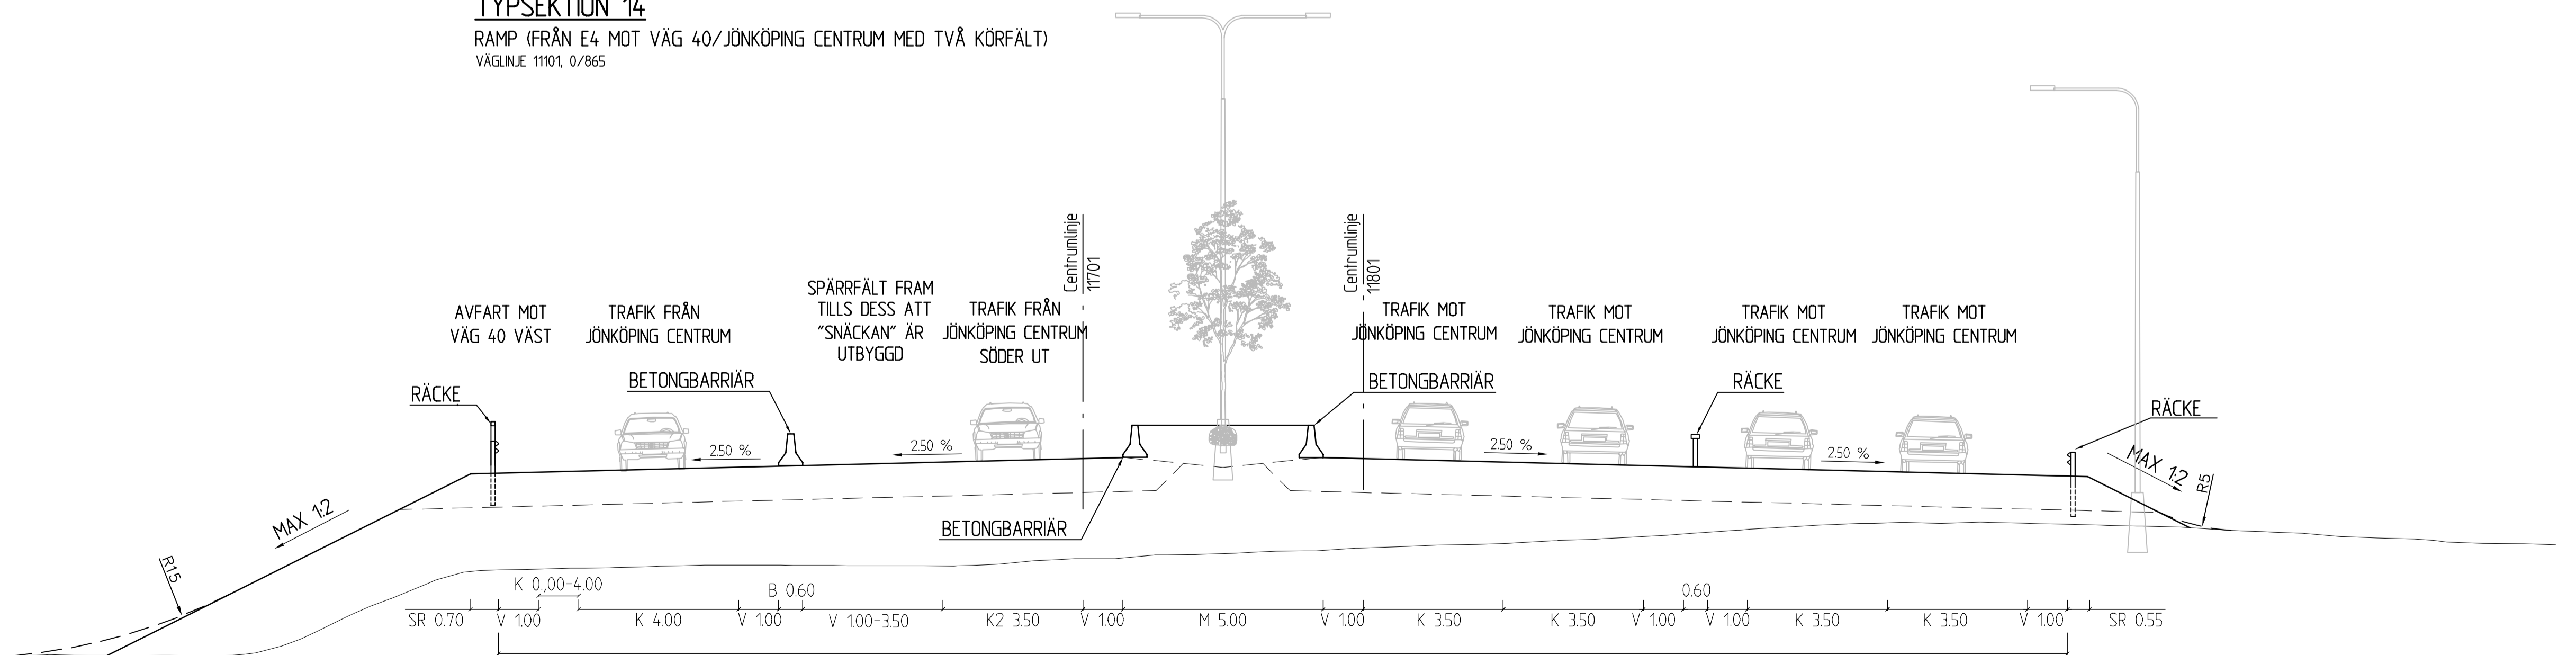 TYPSEKTION 14
RAMP (FRÅN E4 MOT VÄG 40/JÖNKÖPING CENTRUM MED TVÅ KÖRFÄLT)
VÄGLINJE 11101, 0/865
Centrumlinje
11701
Centrumlinje
11801
AVFART MOT
VÄG 40 VÄST
TRAFIK FRÅN
JÖNKÖPING CENTRUM
SPÄRRFÄLT FRAM
TILLS DESS ATT
"SNÄCKAN" ÄR
UTBYGGD
TRAFIK FRÅN
JÖNKÖPING CENTRUM
SÖDER UT
TRAFIK MOT
JÖNKÖPING CENTRUM
TRAFIK MOT
JÖNKÖPING CENTRUM
TRAFIK MOT
JÖNKÖPING CENTRUM
TRAFIK MOT
JÖNKÖPING CENTRUM
RÄCKE
BETONGBARRIÄR
BETONGBARRIÄR
RÄCKE
RÄCKE
2.50 %
2.50 %
2.50 %
2.50 %
MAX 1:2
R5
MAX 1:2
R15
BETONGBARRIÄR
K 0,00-4.00
B 0.60
0.60
SR 0.70
V 1.00
K 4.00
V 1.00
V 1.00-3.50
K2 3.50
V 1.00
M 5.00
V 1.00
K 3.50
K 3.50
V 1.00
V 1.00
K 3.50
K 3.50
V 1.00
SR 0.55